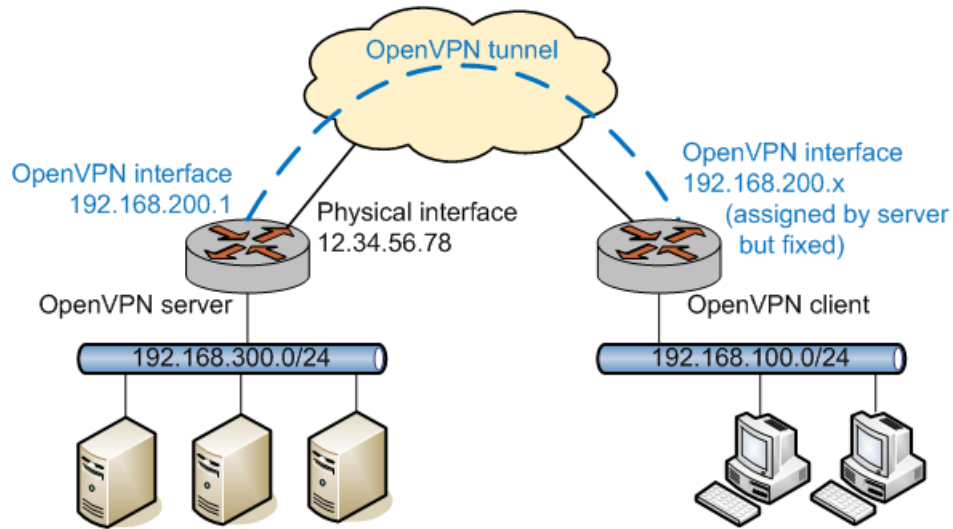 OpenVPN tunnel
OpenVPN interface
192.168.200.1
OpenVPN interface
192.168.200.x
(assigned by server
but fixed)
Physical interface
12.34.56.78
OpenVPN server
OpenVPN client
192.168.300.0/24
192.168.100.0/24